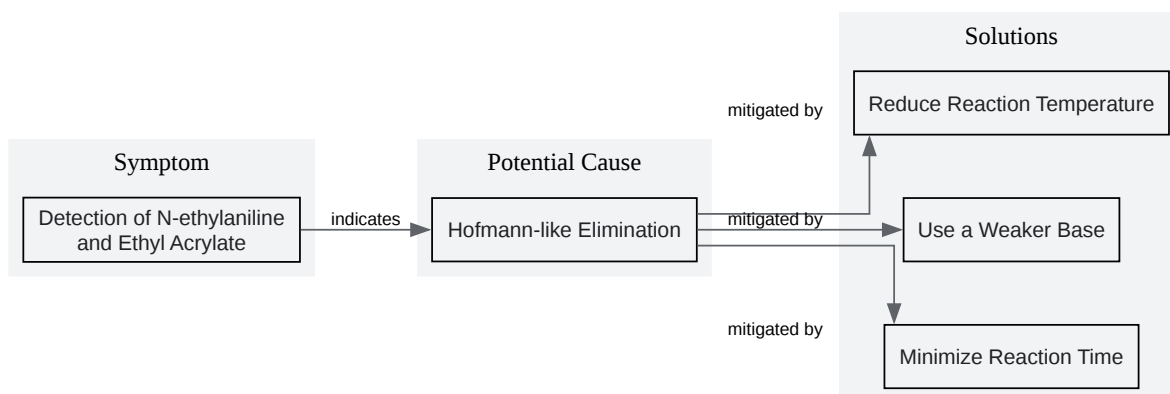 Symptom
Detection of N-ethylaniline
and Ethyl Acrylate
indicates
Potential Cause
Hofmann-like Elimination
mitigated by
mitigated by
mitigated by
Solutions
Reduce Reaction Temperature
Use a Weaker Base
Minimize Reaction Time